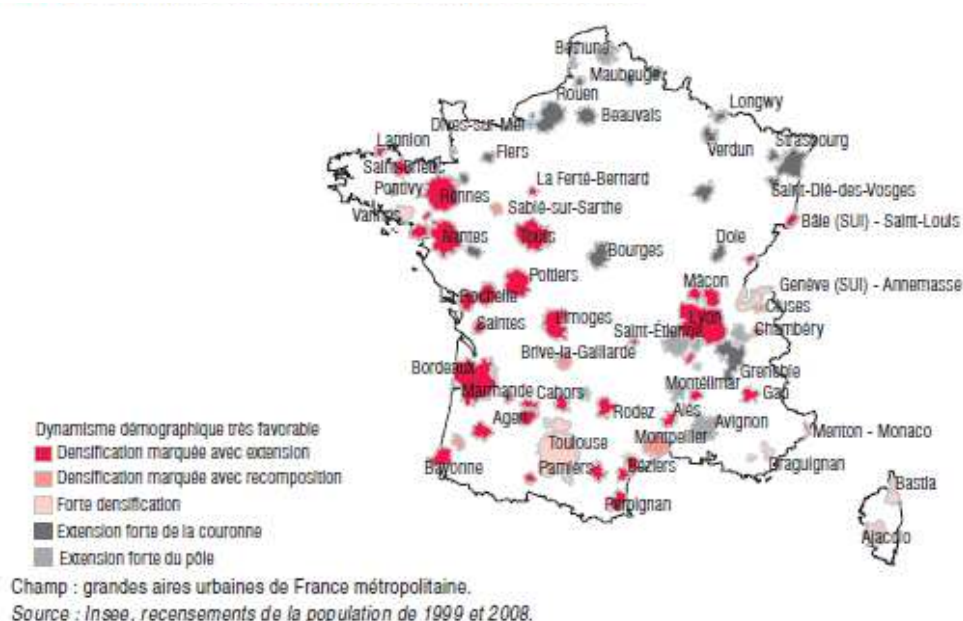 Béthune
Maubeuge
Rouen
Beauvais
Longwy
Dives-sur-Mer
Verdun
Strasbourg
Lannion
Flers
Saint-Brieuc
La Ferté-Bernard
Saint-Dié-des-Vosges
Pontivy
Rennes
Sablé-sur-Sarthe
Vannes
Bâle (SUI) - Saint-Louis
Nantes
Tours
Bourges
Dole
Poitiers
Mâcon
Genève (SUI) - Annemasse
La Rochelle
Cluses
Saintes
Limoges
Lyon
Saint-Étienne
Chambéry
Brive-la-Gaillarde
Bordeaux
Grenoble
Marmande
Cahors
Montélimar
Gap
Agen
Rodez
Alès
Avignon
Toulouse
Montpellier
Menton - Monaco
Bayonne
Pamiers
Béziers
Draguignan
Perpignan
Bastia
Ajaccio
Dynamisme démographique très favorable
Densification marquée avec extension
Densification marquée avec recomposition
Forte densification
Extension forte de la couronne
Extension forte du pôle
Champ : grandes aires urbaines de France métropolitaine.
Source : Insee, recensements de la population de 1999 et 2008.